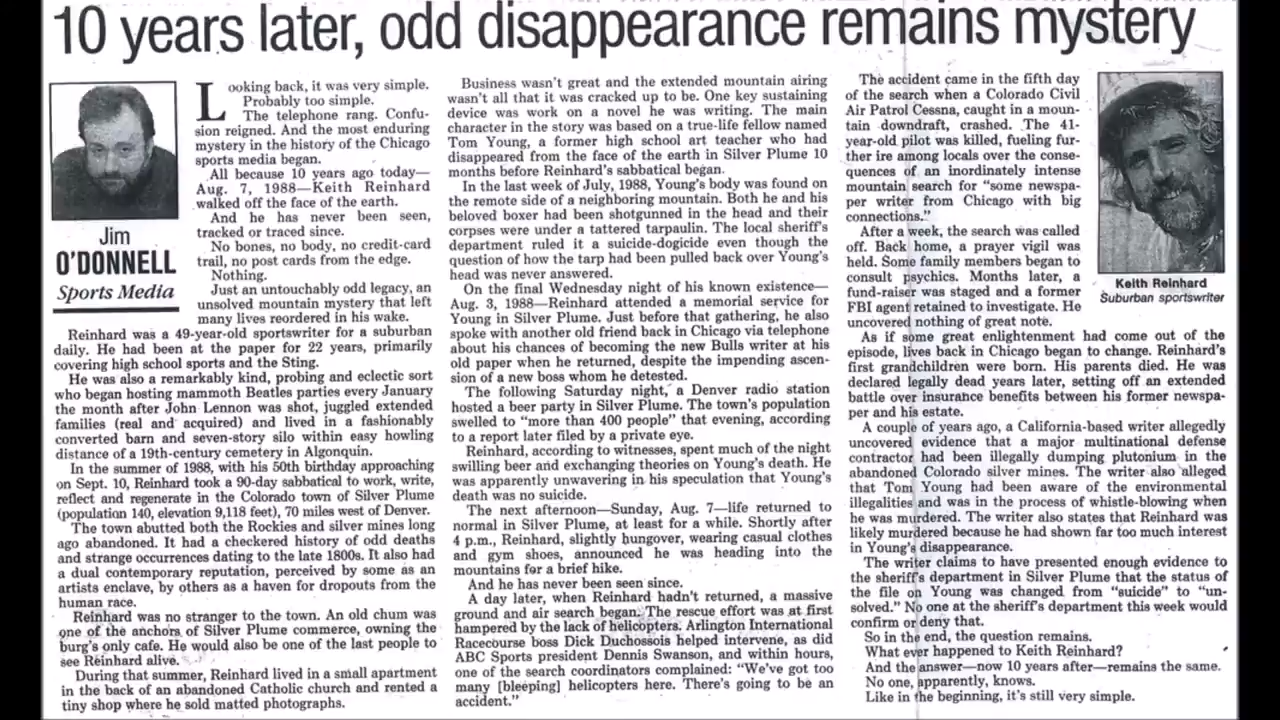 10 years later, odd disappearance remains mystery
Jim
O'DONNELL
Sports Media
Looking back, it was very simple.
Probably too simple.
The telephone rang. Confu-
sion reigned. And the most enduring
mystery in the history of the Chicago
sports media began.
All because 10 years ago today—
Aug. 7, 1988—Keith Reinhard
walked off the face of the earth.
And he has never been seen,
tracked or traced since.
No bones, no body, no credit-card
trail, no post cards from the edge.
Nothing.
Just an untouchably odd legacy, an
unsolved mountain mystery that left
many lives reordered in his wake.
Reinhard was a 49-year-old sportswriter for a suburban
daily. He had been at the paper for 22 years, primarily
covering high school sports and the Sting.
He was also a remarkably kind, probing and eclectic sort
who began hosting mammoth Beatles parties every January
the month after John Lennon was shot, juggled extended
families (real and acquired) and lived in a fashionably
converted barn and seven-story silo within easy howling
distance of a 19th-century cemetery in Algonquin.
In the summer of 1988, with his 50th birthday approaching
on Sept. 10, Reinhard took a 90-day sabbatical to work, write,
reflect and regenerate in the Colorado town of Silver Plume
(population 140, elevation 9,118 feet), 70 miles west of Denver.
The town abutted both the Rockies and silver mines long
ago abandoned. It had a checkered history of odd deaths
and strange occurrences dating to the late 1800s. It also had
a dual contemporary reputation, perceived by some as an
artists enclave, by others as a haven for dropouts from the
human race.
Reinhard was no stranger to the town. An old chum was
one of the anchors of Silver Plume commerce, owning the
burg's only cafe. He would also be one of the last people to
see Reinhard alive.
During that summer, Reinhard lived in a small apartment
in the back of an abandoned Catholic church and rented a
tiny shop where he sold matted photographs.
Business wasn't great and the extended mountain airing
wasn't all that it was cracked up to be. One key sustaining
device was work on a novel he was writing. The main
character in the story was based on a true-life fellow named
Tom Young, a former high school art teacher who had
disappeared from the face of the earth in Silver Plume 10
months before Reinhard's sabbatical began.
In the last week of July, 1988, Young's body was found on
the remote side of a neighboring mountain. Both he and his
beloved boxer had been shotgunned in the head and their
corpses were under a tattered tarpaulin. The local sheriff's
department ruled it a suicide-dogicide even though the
question of how the tarp had been pulled back over Young's
head was never answered.
On the final Wednesday night of his known existence—
Aug. 3, 1988—Reinhard attended a memorial service for
Young in Silver Plume. Just before that gathering, he also
spoke with another old friend back in Chicago via telephone
about his chances of becoming the new Bulls writer at his
old paper when he returned, despite the impending ascen-
sion of a new boss whom he detested.
The following Saturday night, a Denver radio station
hosted a beer party in Silver Plume. The town's population
swelled to "more than 400 people" that evening, according
to a report later filed by a private eye.
Reinhard, according to witnesses, spent much of the night
swilling beer and exchanging theories on Young's death. He
was apparently unwavering in his speculation that Young's
death was no suicide.
The next afternoon—Sunday, Aug. 7—life returned to
normal in Silver Plume, at least for a while. Shortly after
4 p.m., Reinhard, slightly hungover, wearing casual clothes
and gym shoes, announced he was heading into the
mountains for a brief hike.
And he has never been seen since.
A day later, when Reinhard hadn't returned, a massive
ground and air search began. The rescue effort was at first
hampered by the lack of helicopters. Arlington International
Racecourse boss Dick Duchossois helped intervene, as did
ABC Sports president Dennis Swanson, and within hours,
one of the search coordinators complained: "We've got too
many [bleeping] helicopters here. There's going to be an
accident."
The accident came in the fifth day
of the search when a Colorado Civil
Air Patrol Cessna, caught in a moun-
tain downdraft, crashed. The 41-
year-old pilot was killed, fueling fur-
ther ire among locals over the conse-
quences of an inordinately intense
mountain search for "some newspa-
per writer from Chicago with big
connections."
After a week, the search was called
off. Back home, a prayer vigil was
held. Some family members began to
consult psychics. Months later, a
fund-raiser was staged and a former
FBI agent retained to investigate. He
uncovered nothing of great note.
Keith Reinhard
Suburban sportswriter
As if some great enlightenment had come out of the
episode, lives back in Chicago began to change. Reinhard's
first grandchildren were born. His parents died. He was
declared legally dead years later, setting off an extended
battle over insurance benefits between his former newspa-
per and his estate.
A couple of years ago, a California-based writer allegedly
uncovered evidence that a major multinational defense
contractor had been illegally dumping plutonium in the
abandoned Colorado silver mines. The writer also alleged
that Tom Young had been aware of the environmental
illegalities and was in the process of whistle-blowing when
he was murdered. The writer also states that Reinhard was
likely murdered because he had shown far too much interest
in Young's disappearance.
The writer claims to have presented enough evidence to
the sheriff's department in Silver Plume that the status of
the file on Young was changed from "suicide" to "un-
solved." No one at the sheriff's department this week would
confirm or deny that.
So in the end, the question remains.
What ever happened to Keith Reinhard?
And the answer—now 10 years after—remains the same.
No one, apparently, knows.
Like in the beginning, it's still very simple.